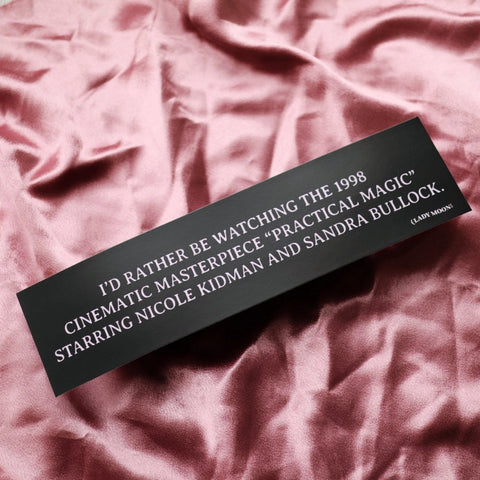 I'D RATHER BE WATCHING THE 1998
CINEMATIC MASTERPIECE “PRACTICAL MAGIC”
STARRING NICOLE KIDMAN AND SANDRA BULLOCK.
(LADY MOON)